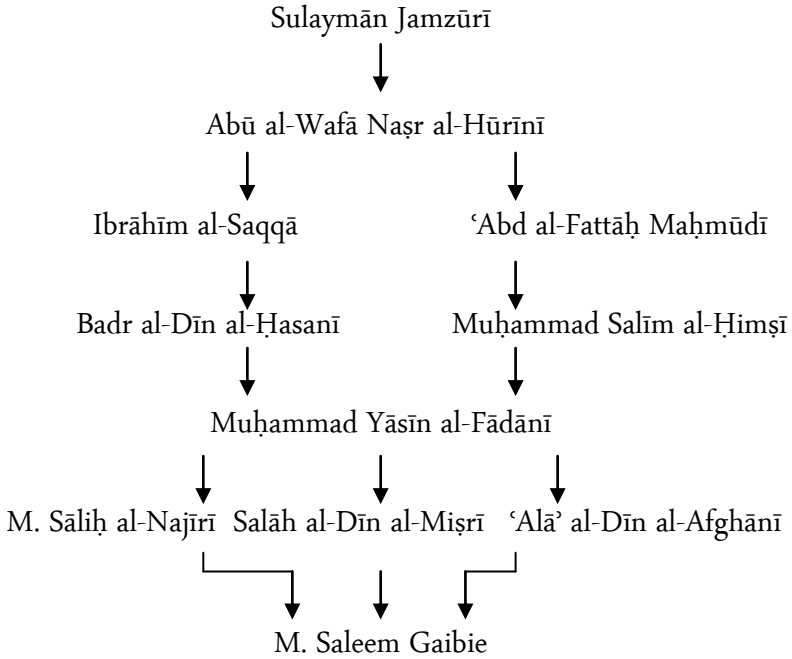 Sulaymān Jamzūrī
Abū al-Wafā Naṣr al-Hūrīnī
Ibrāhīm al-Saqqā ʿAbd al-Fattāḥ Maḥmūdī
Badr al-Dīn al-Ḥasanī Muḥammad Salīm al-Ḥimṣī
Muḥammad Yāsīn al-Fādānī
M. Sāliḥ al-Najīrī Salāh al-Dīn al-Miṣrī ʿAlāʾ al-Dīn al-Afghānī
M. Saleem Gaibie